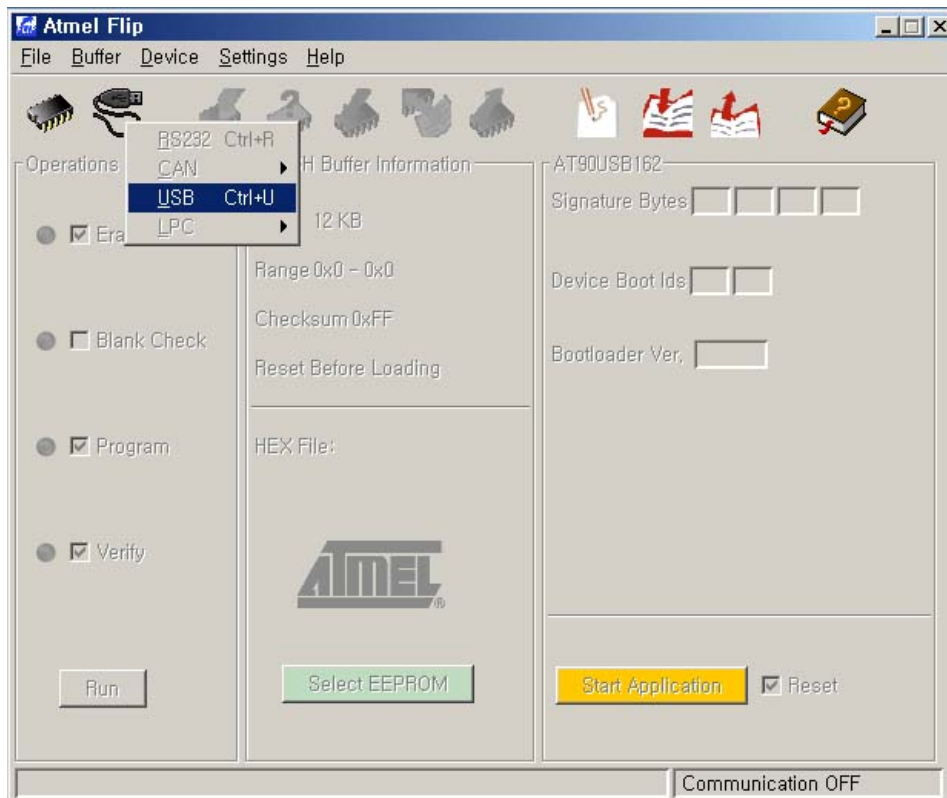 Atmel Flip
File Buffer Device Settings Help
RS232 Ctrl+R
CAN
USB Ctrl+U
LPC
Operations
Era
Blank Check
Program
Verify
Run
H Buffer Information
12 KB
Range 0x0 - 0x0
Checksum 0xFF
Reset Before Loading
HEX File:
ATMEL
®
Select EEPROM
AT90USB162
Signature Bytes
Device Boot Ids
Bootloader Ver.
Start Application Reset
Communication OFF